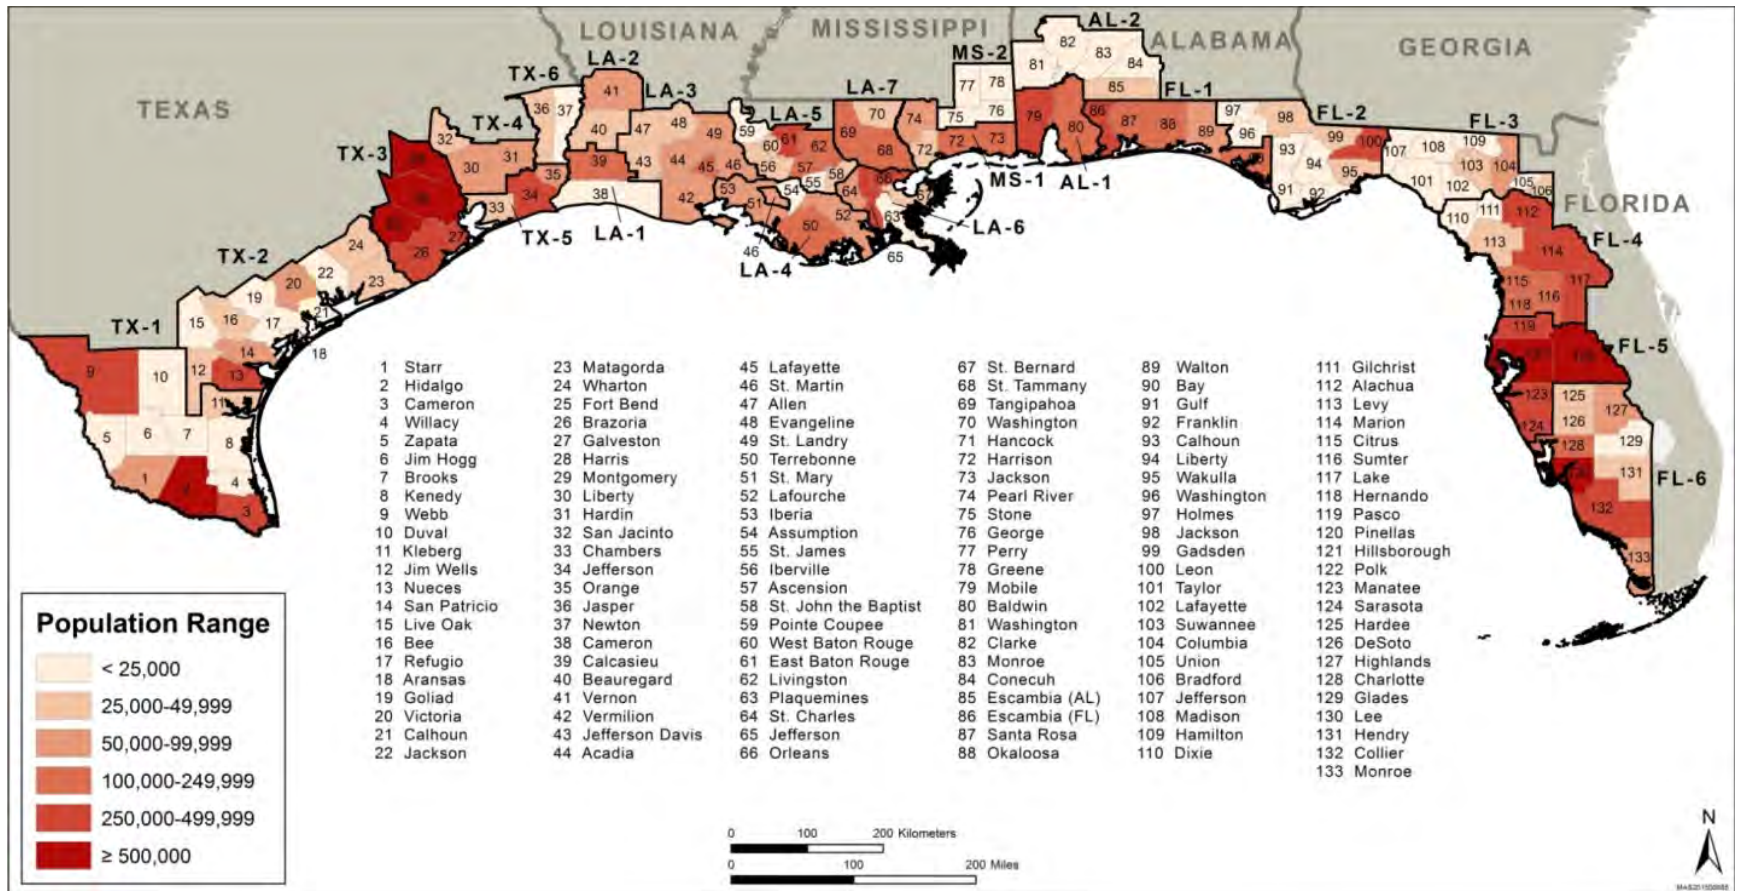 LOUISIANA
MISSISSIPPI
AL-2
ALABAMA
GEORGIA
TEXAS
FLORIDA
TX-6
LA-2
LA-3
MS-2
TX-4
LA-5
LA-7
FL-1
FL-2
FL-3
TX-3
MS-1
AL-1
TX-2
TX-5
LA-1
LA-4
LA-6
FL-4
TX-1
FL-5
FL-6
1 Starr
2 Hidalgo
3 Cameron
4 Willacy
5 Zapata
6 Jim Hogg
7 Brooks
8 Kenedy
9 Webb
10 Duval
11 Kleberg
12 Jim Wells
13 Nueces
14 San Patricio
15 Live Oak
16 Bee
17 Refugio
18 Aransas
19 Goliad
20 Victoria
21 Calhoun
22 Jackson
23 Matagorda
24 Wharton
25 Fort Bend
26 Brazoria
27 Galveston
28 Harris
29 Montgomery
30 Liberty
31 Hardin
32 San Jacinto
33 Chambers
34 Jefferson
35 Orange
36 Jasper
37 Newton
38 Cameron
39 Calcasieu
40 Beauregard
41 Vernon
42 Vermilion
43 Jefferson Davis
44 Acadia
45 Lafayette
46 St. Martin
47 Allen
48 Evangeline
49 St. Landry
50 Terrebonne
51 St. Mary
52 Lafourche
53 Iberia
54 Assumption
55 St. James
56 Iberville
57 Ascension
58 St. John the Baptist
59 Pointe Coupee
60 West Baton Rouge
61 East Baton Rouge
62 Livingston
63 Plaquemines
64 St. Charles
65 Jefferson
66 Orleans
67 St. Bernard
68 St. Tammany
69 Tangipahoa
70 Washington
71 Hancock
72 Harrison
73 Jackson
74 Pearl River
75 Stone
76 George
77 Perry
78 Greene
79 Mobile
80 Baldwin
81 Washington
82 Clarke
83 Monroe
84 Conecuh
85 Escambia (AL)
86 Escambia (FL)
87 Santa Rosa
88 Okaloosa
89 Walton
90 Bay
91 Gulf
92 Franklin
93 Calhoun
94 Liberty
95 Wakulla
96 Washington
97 Holmes
98 Jackson
99 Gadsden
100 Leon
101 Taylor
102 Lafayette
103 Suwannee
104 Columbia
105 Union
106 Bradford
107 Jefferson
108 Madison
109 Hamilton
110 Dixie
111 Gilchrist
112 Alachua
113 Levy
114 Marion
115 Citrus
116 Sumter
117 Lake
118 Hernando
119 Pasco
120 Pinellas
121 Hillsborough
122 Polk
123 Manatee
124 Sarasota
125 Hardee
126 DeSoto
127 Highlands
128 Charlotte
129 Glades
130 Lee
131 Hendry
132 Collier
133 Monroe
Population Range
< 25,000
25,000-49,999
50,000-99,999
100,000-249,999
250,000-499,999
≥ 500,000
0 100 200 Kilometers
0 100 200 Miles
N